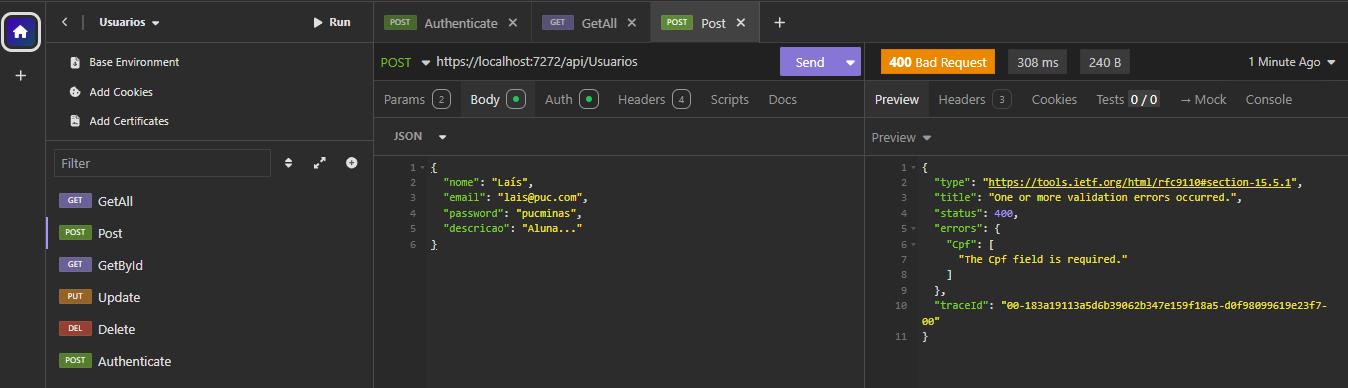 Usuarios
Run
Base Environment
Add Cookies
Add Certificates
Filter
GET GetAll
POST Post
GET GetById
PUT Update
DEL Delete
POST Authenticate
POST Authenticate
GET GetAll
POST Post
POST https://localhost:7272/api/Usuarios Send
Params 2 Body Auth Headers 4 Scripts Docs
JSON
1 {
2 "nome": "Laís",
3 "email": "lais@puc.com",
4 "password": "pucminas",
5 "descricao": "Aluna..."
6 }
400 Bad Request 308 ms 240 B 1 Minute Ago
Preview Headers 3 Cookies Tests 0 / 0 → Mock Console
Preview
1 {
2 "type": "https://tools.ietf.org/html/rfc9110#section-15.5.1",
3 "title": "One or more validation errors occurred.",
4 "status": 400,
5 "errors": {
6 "Cpf": [
7 "The Cpf field is required."
8 ]
9 },
10 "traceId": "00-183a19113a5d6b39062b347e159f18a5-d0f98099619e23f7-
00"
11 }